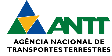 ANTT
AGÊNCIA NACIONAL DE
TRANSPORTES TERRESTRES